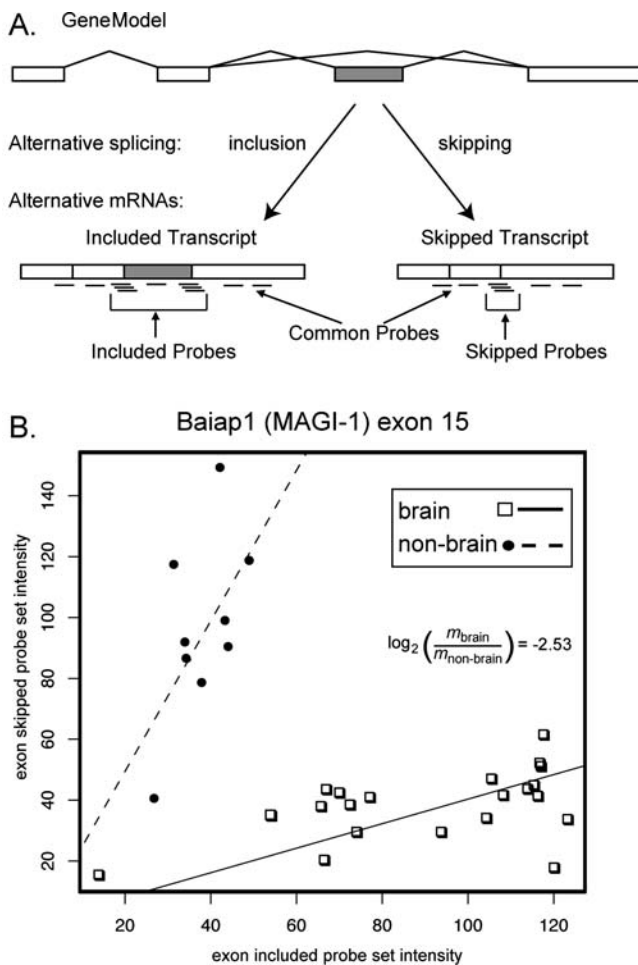 A. GeneModel
Alternative splicing: inclusion skipping
Alternative mRNAs:
Included Transcript Skipped Transcript
Common Probes
Included Probes Skipped Probes
B. Baiap1 (MAGI-1) exon 15
exon skipped probe set intensity
140
120
100
80
60
40
20
brain
non-brain
log2 (mbrain / mnon-brain) = -2.53
20 40 60 80 100 120
exon included probe set intensity